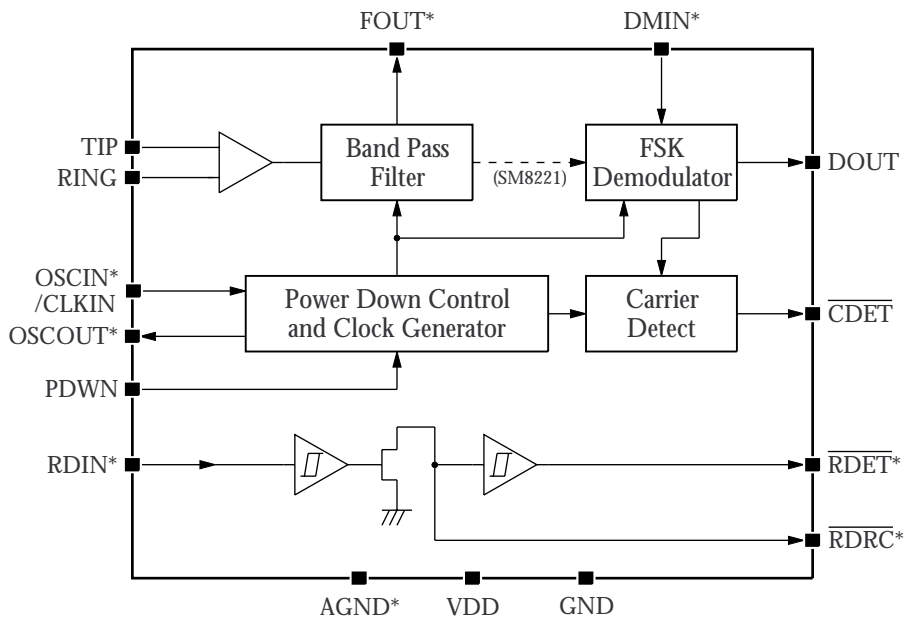 FOUT*
DMIN*
TIP
RING
Band Pass
Filter
(SM8221)
FSK
Demodulator
DOUT
OSCIN*
/CLKIN
OSCOUT*
Power Down Control
and Clock Generator
Carrier
Detect
CDET
PDWN
RDIN*
RDET*
RDRC*
AGND*
VDD
GND